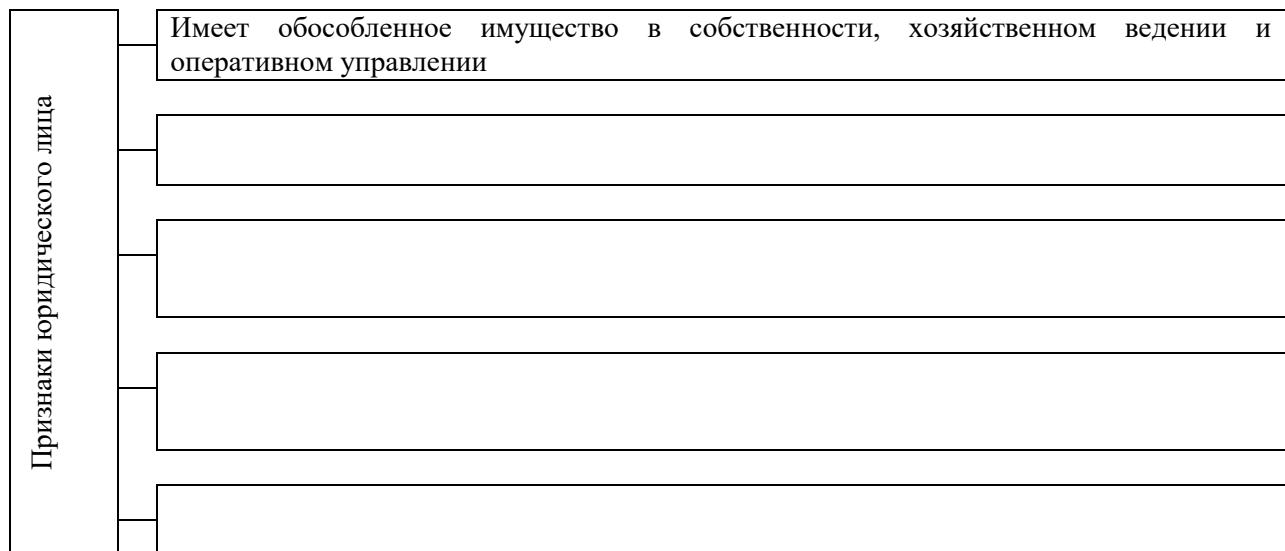 Признаки юридического лица
Имеет обособленное имущество в собственности, хозяйственном ведении и
оперативном управлении